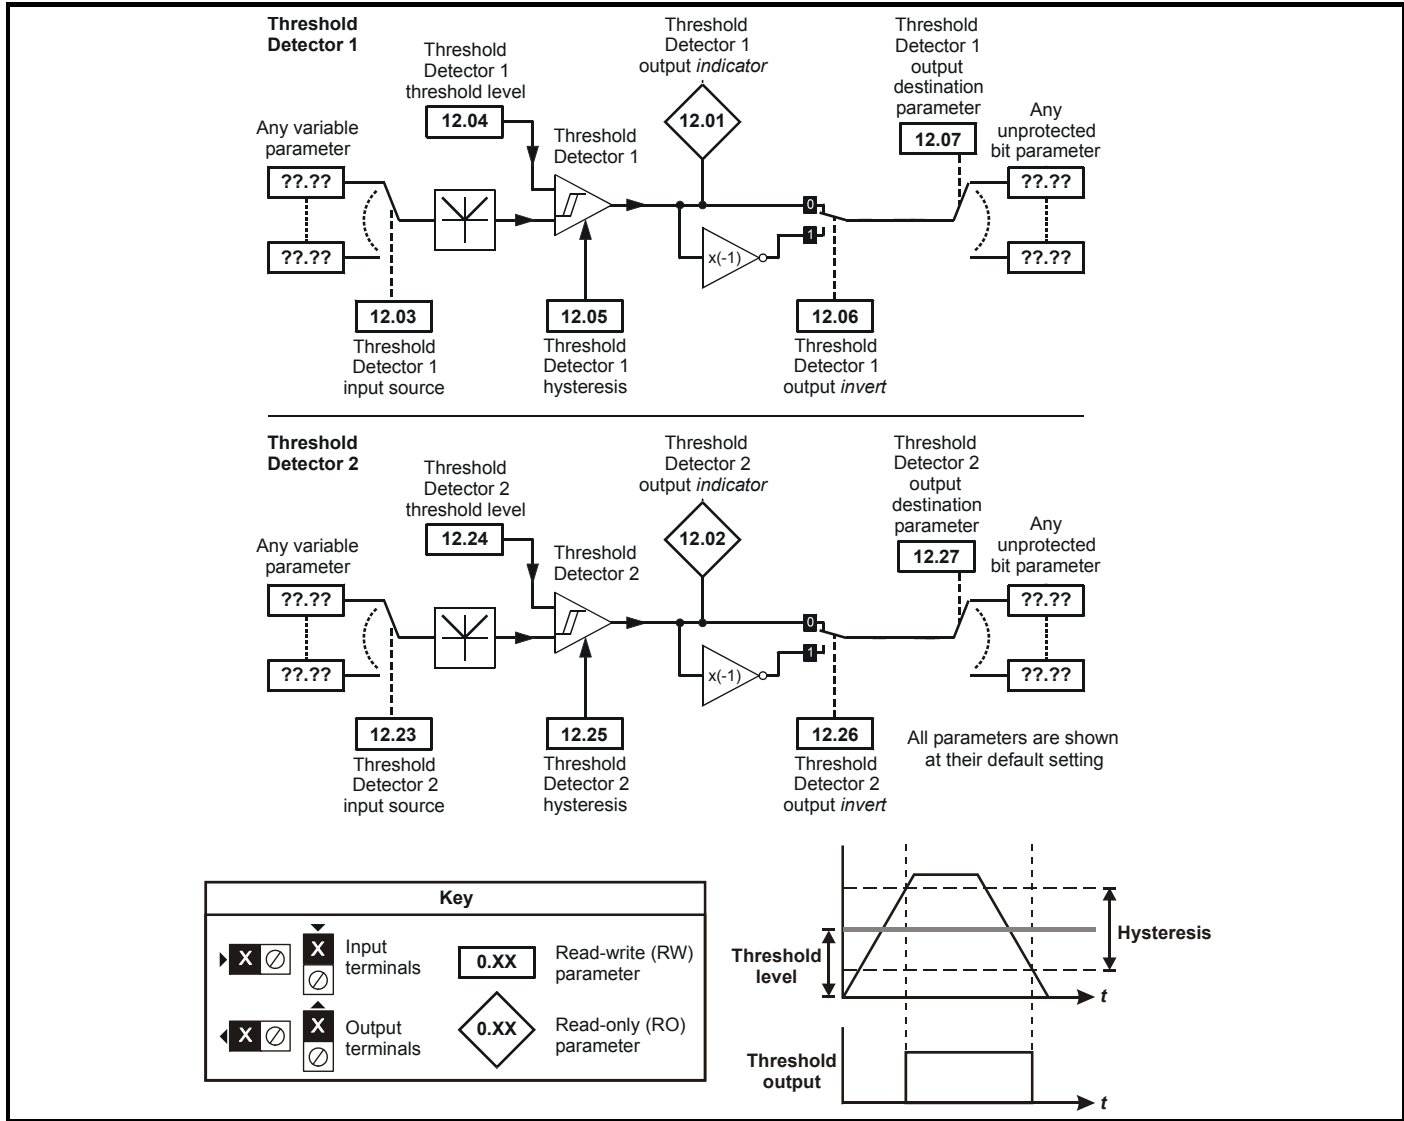 Threshold
Detector 1
Threshold
Detector 1
threshold level
12.04
Threshold
Detector 1
output indicator
12.01
Threshold
Detector 1
output
destination
parameter
12.07
Any variable
parameter
??.??
??.??
Threshold
Detector 1
Any
unprotected
bit parameter
??.??
??.??
0
1
x(-1)
12.03
Threshold
Detector 1
input source
12.05
Threshold
Detector 1
hysteresis
12.06
Threshold
Detector 1
output invert
Threshold
Detector 2
Threshold
Detector 2
threshold level
12.24
Threshold
Detector 2
output indicator
12.02
Threshold
Detector 2
output
destination
parameter
12.27
Any variable
parameter
??.??
??.??
Threshold
Detector 2
Any
unprotected
bit parameter
??.??
??.??
0
1
x(-1)
12.23
Threshold
Detector 2
input source
12.25
Threshold
Detector 2
hysteresis
12.26
Threshold
Detector 2
output invert
All parameters are shown
at their default setting
Key
X
X
Input
terminals
0.XX
Read-write (RW)
parameter
X
X
Output
terminals
0.XX
Read-only (RO)
parameter
Threshold
level
Hysteresis
t
Threshold
output
t